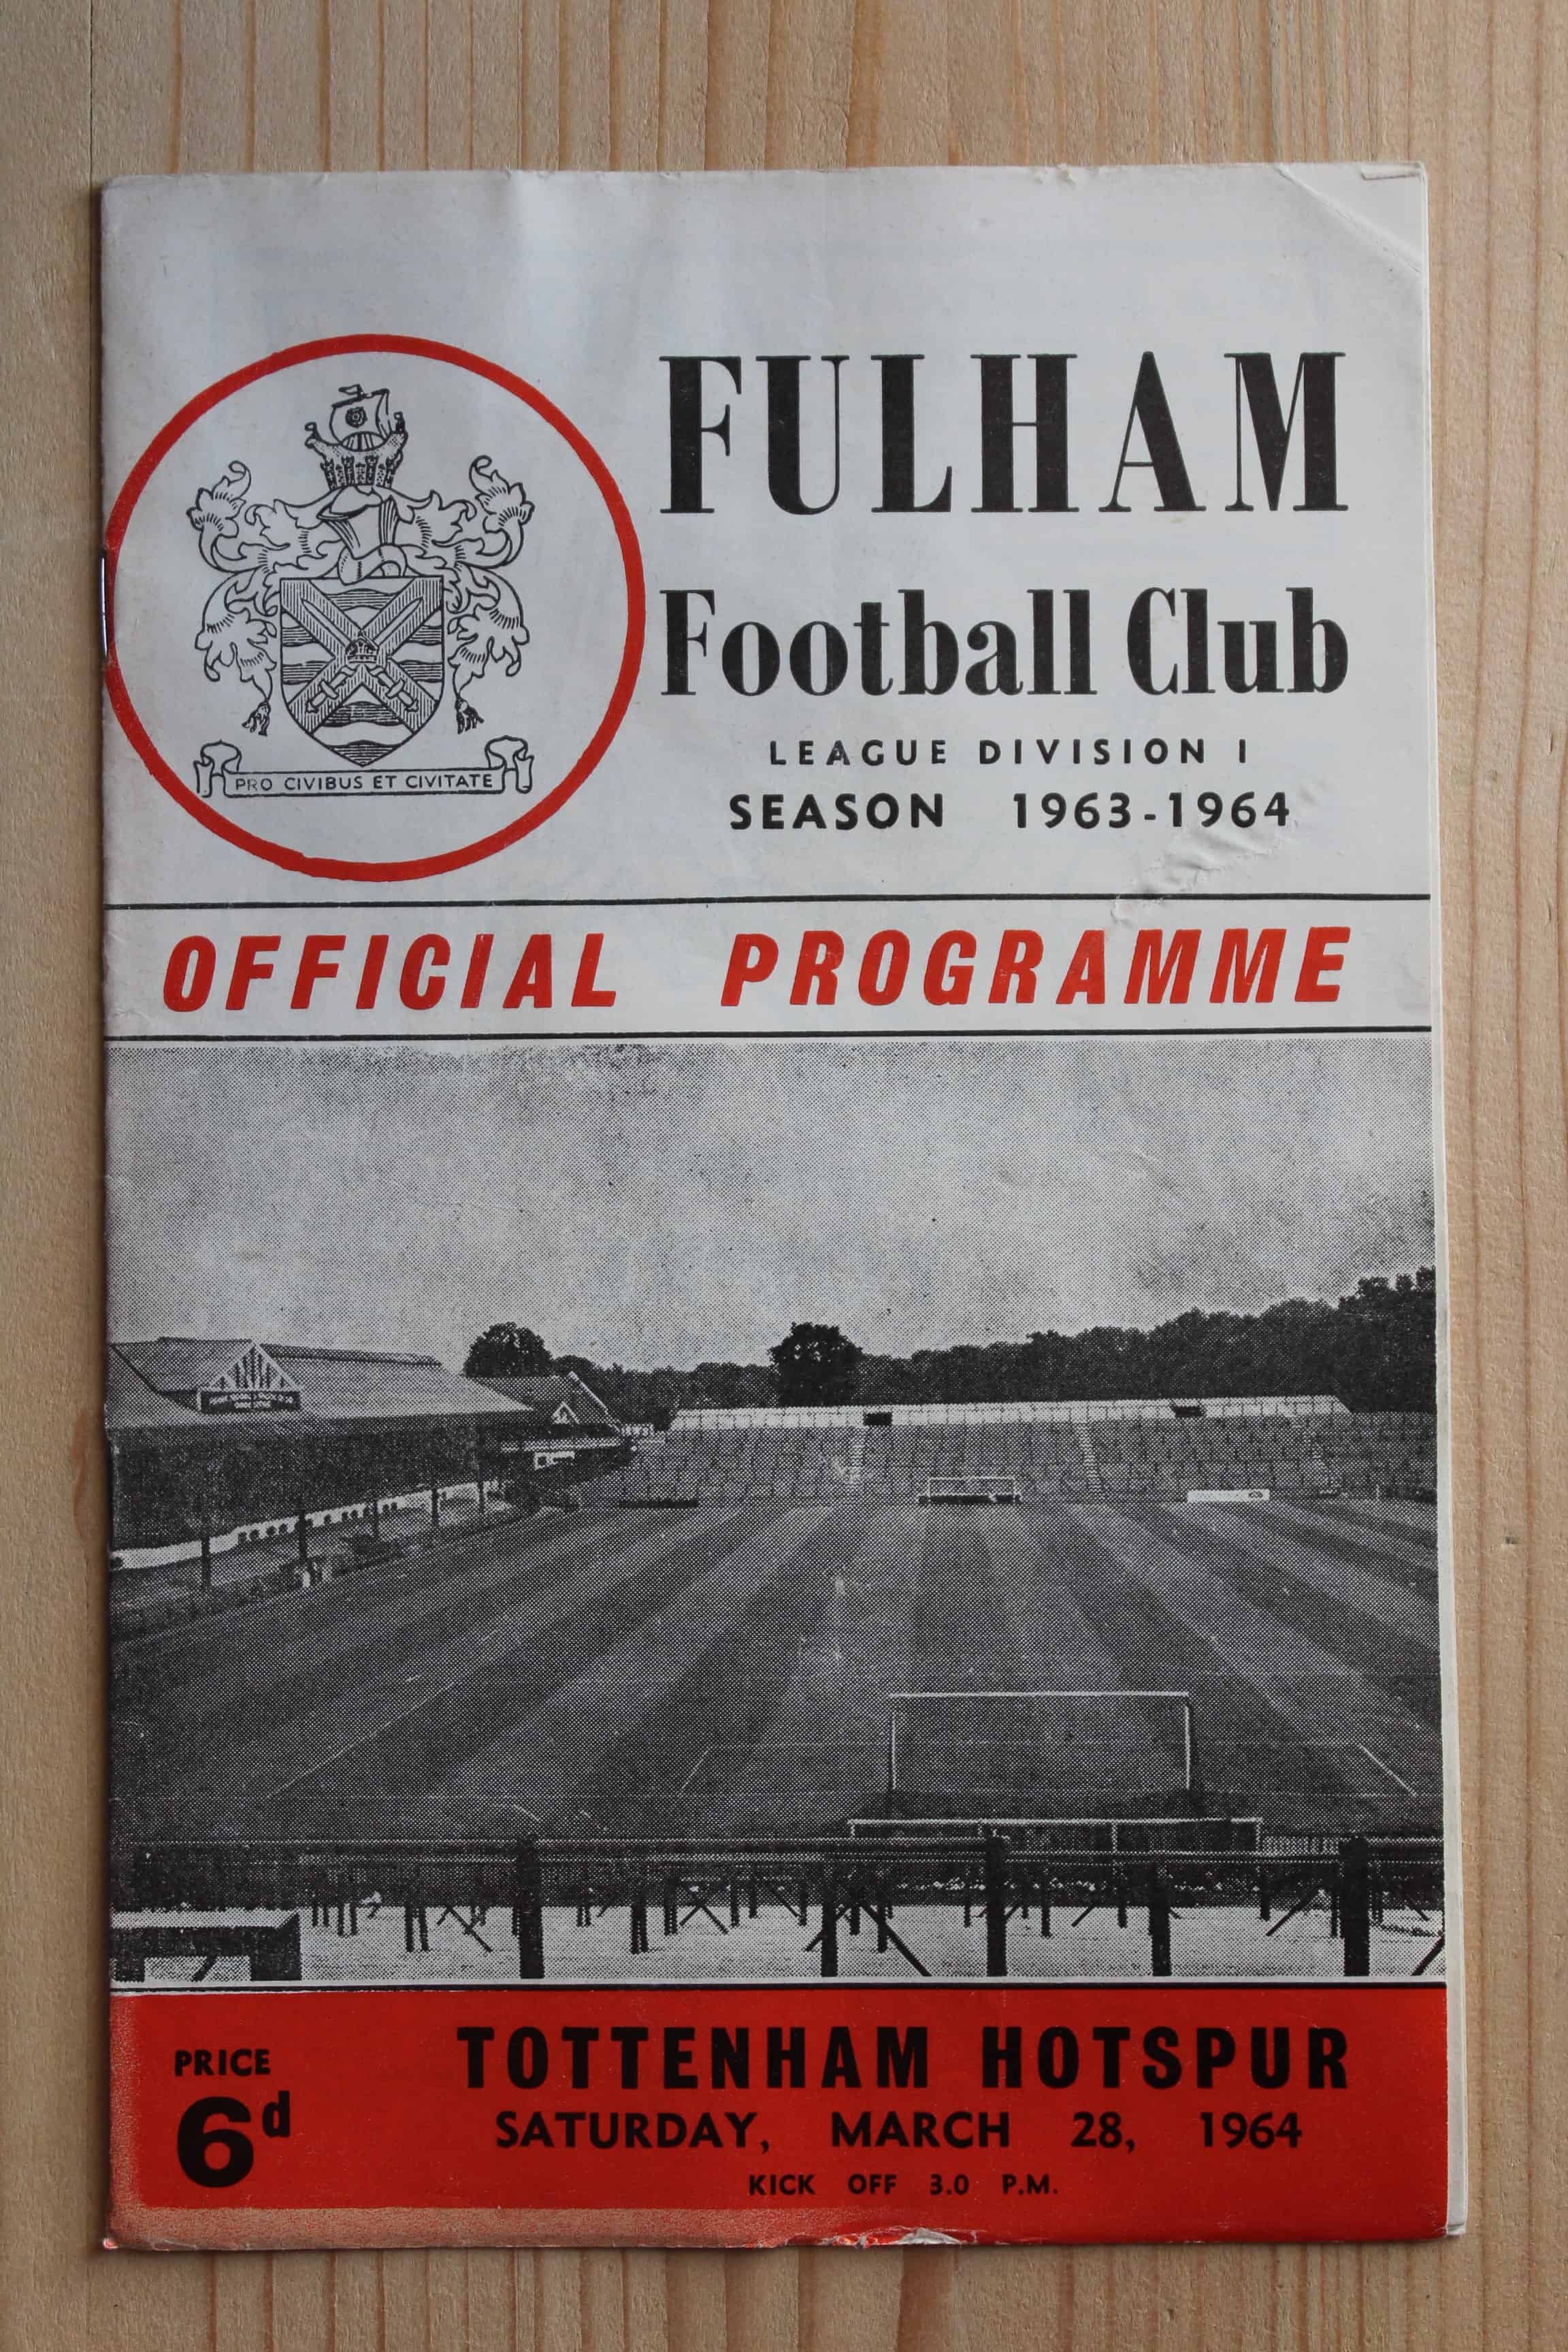 FULHAM
Football Club
LEAGUE DIVISION I
SEASON 1963-1964
PRO CIVIBUS ET CIVITATE
OFFICIAL PROGRAMME
PRICE
6d
TOTTENHAM HOTSPUR
SATURDAY, MARCH 28, 1964
KICK OFF 3.0 P.M.